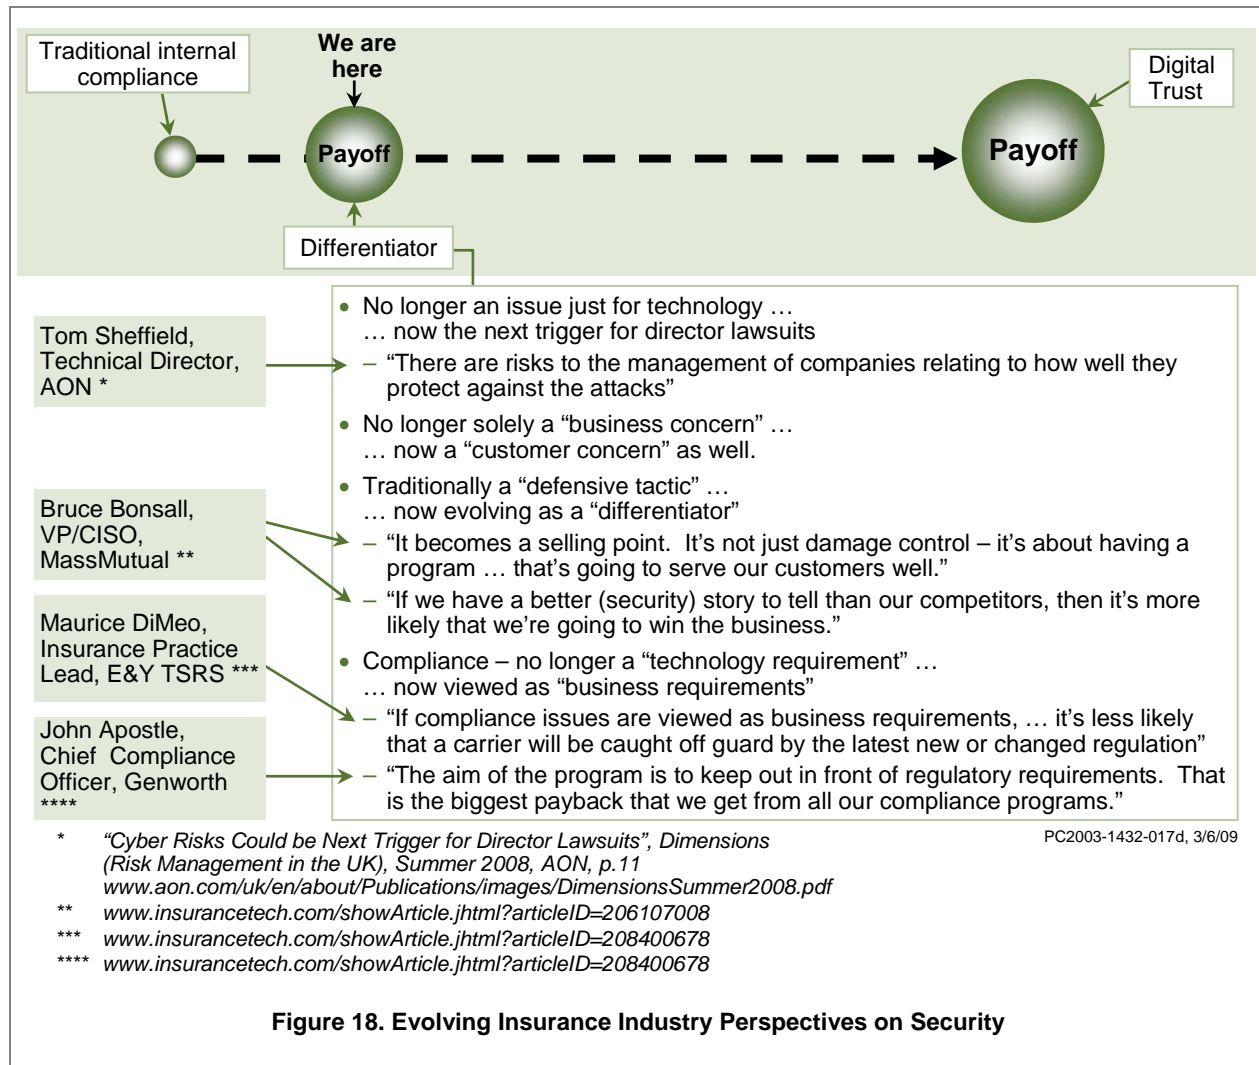 Traditional internal
compliance
We are
here
Digital
Trust
Payoff
Payoff
Differentiator
Tom Sheffield,
Technical Director,
AON *
Bruce Bonsall,
VP/CISO,
MassMutual **
Maurice DiMeo,
Insurance Practice
Lead, E&Y TSRS ***
John Apostle,
Chief Compliance
Officer, Genworth
****
• No longer an issue just for technology …
… now the next trigger for director lawsuits
– “There are risks to the management of companies relating to how well they
protect against the attacks”
• No longer solely a “business concern” …
… now a “customer concern” as well.
• Traditionally a “defensive tactic” …
… now evolving as a “differentiator”
– “It becomes a selling point. It’s not just damage control – it’s about having a
program … that’s going to serve our customers well.”
– “If we have a better (security) story to tell than our competitors, then it’s more
likely that we’re going to win the business.”
• Compliance – no longer a “technology requirement” …
… now viewed as “business requirements”
– “If compliance issues are viewed as business requirements, … it’s less likely
that a carrier will be caught off guard by the latest new or changed regulation”
– “The aim of the program is to keep out in front of regulatory requirements. That
is the biggest payback that we get from all our compliance programs.”
* “Cyber Risks Could be Next Trigger for Director Lawsuits”, Dimensions
(Risk Management in the UK), Summer 2008, AON, p.11
www.aon.com/uk/en/about/Publications/images/DimensionsSummer2008.pdf
** www.insurancetech.com/showArticle.jhtml?articleID=206107008
*** www.insurancetech.com/showArticle.jhtml?articleID=208400678
**** www.insurancetech.com/showArticle.jhtml?articleID=208400678
PC2003-1432-017d, 3/6/09
Figure 18. Evolving Insurance Industry Perspectives on Security